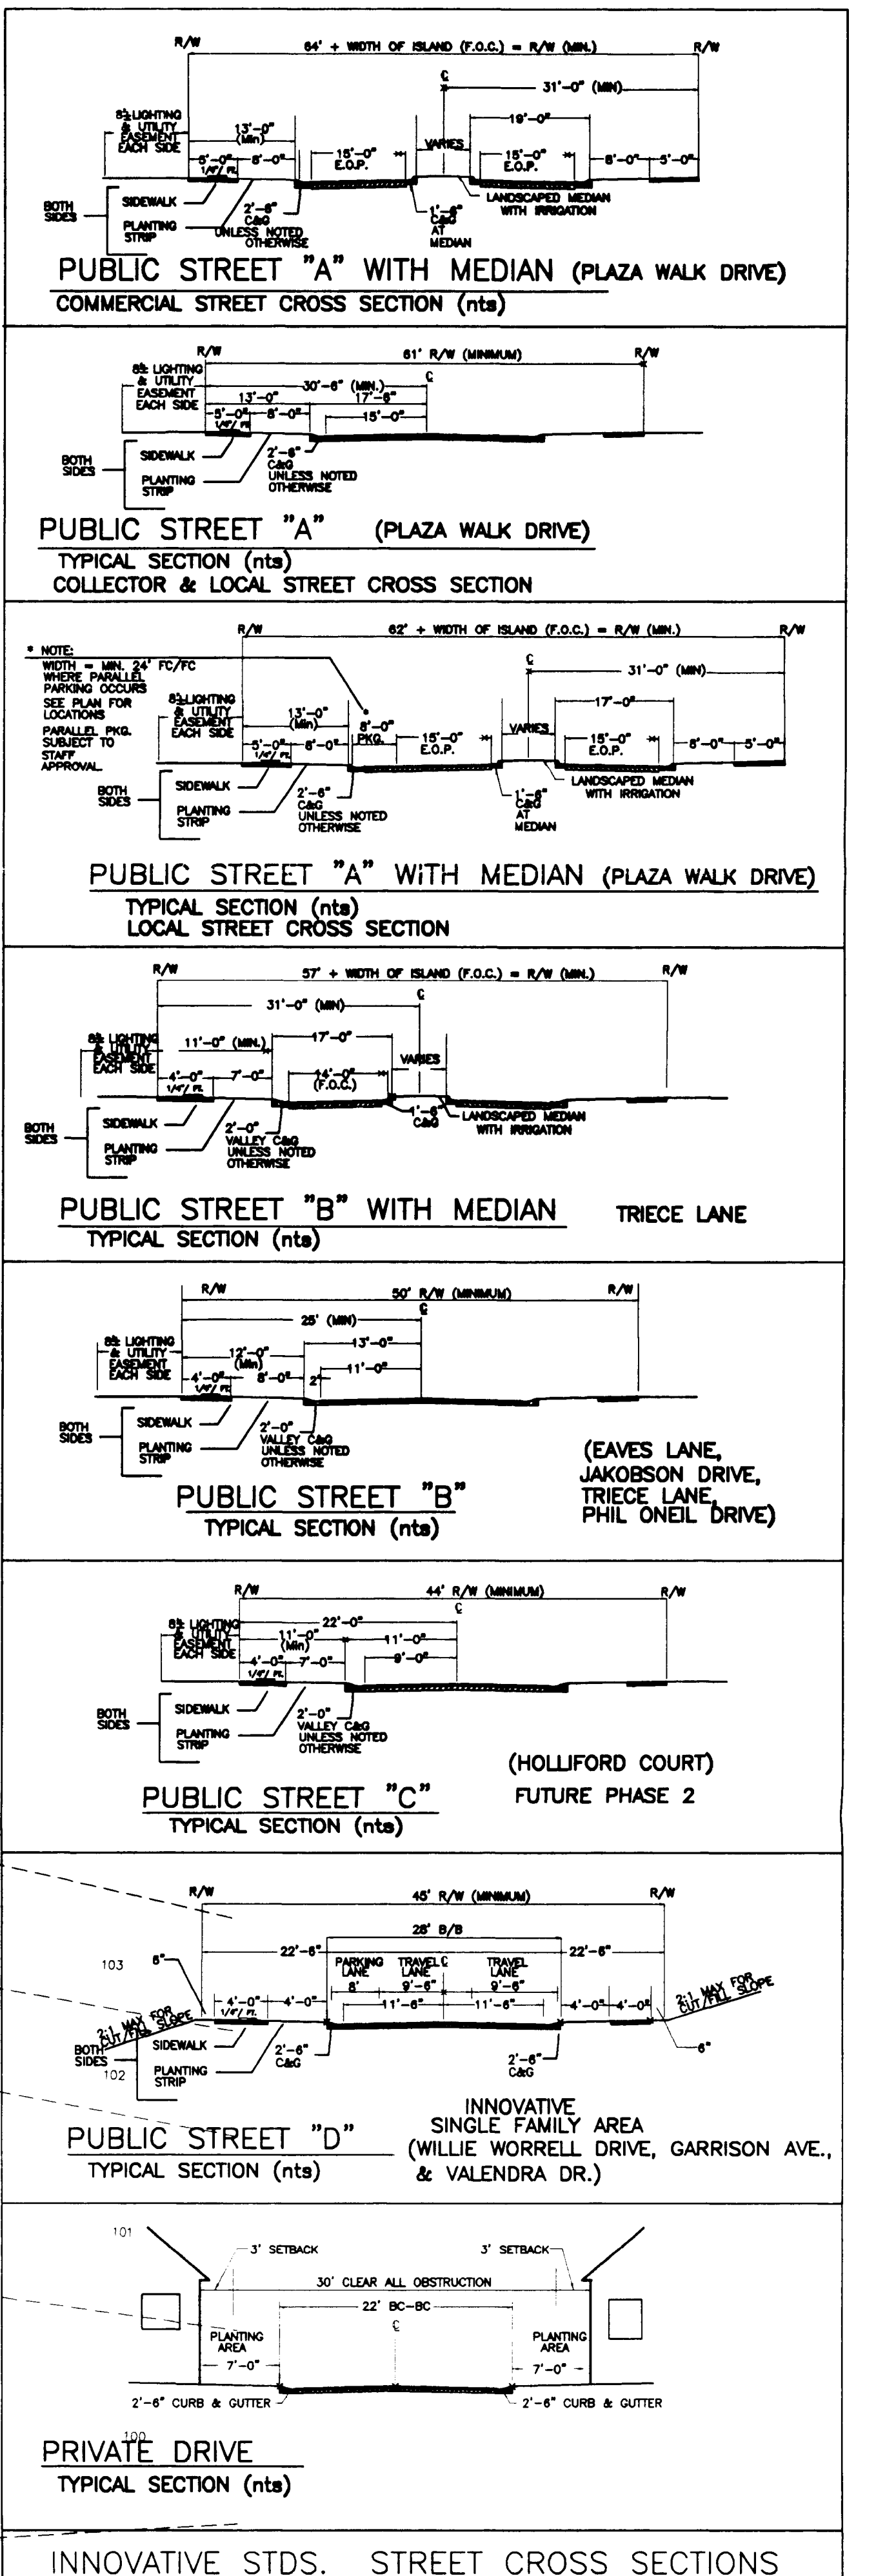 R/W
64' + WIDTH OF ISLAND (F.O.C.) = R/W (MIN.)
R/W
℄
31'-0" (MIN)
8½ LIGHTING
& UTILITY
EASEMENT
EACH SIDE
13'-0"
(Min)
19'-0"
VARIES
5'-0"
8'-0"
15'-0"
E.O.P.
15'-0"
E.O.P.
8'-0"
5'-0"
1/4"/ FT.
BOTH
SIDES
SIDEWALK
PLANTING
STRIP
2'-6"
C&G
UNLESS NOTED
OTHERWISE
1'-6"
C&G
AT
MEDIAN
LANDSCAPED MEDIAN
WITH IRRIGATION
PUBLIC STREET "A" WITH MEDIAN (PLAZA WALK DRIVE)
COMMERCIAL STREET CROSS SECTION (nts)
R/W
61' R/W (MINIMUM)
R/W
8½ LIGHTING
& UTILITY
EASEMENT
EACH SIDE
℄
30'-6" (MIN.)
13'-0"
17'-6"
5'-0"
8'-0"
15'-0"
1/4"/ FT
BOTH
SIDES
SIDEWALK
PLANTING
STRIP
2'-6"
C&G
UNLESS NOTED
OTHERWISE
PUBLIC STREET "A" (PLAZA WALK DRIVE)
TYPICAL SECTION (nts)
COLLECTOR & LOCAL STREET CROSS SECTION
R/W
62' + WIDTH OF ISLAND (F.O.C.) = R/W (MIN.)
R/W
* NOTE:
WIDTH = MIN. 24' FC/FC
WHERE PARALLEL
PARKING OCCURS
SEE PLAN FOR
LOCATIONS
PARALLEL PKG.
SUBJECT TO
STAFF
APPROVAL
℄
31'-0" (MIN)
8½ LIGHTING
& UTILITY
EASEMENT
EACH SIDE
13'-0"
(Min)
*
8'-0"
PKG.
17'-0"
VARIES
5'-0"
8'-0"
15'-0"
E.O.P.
15'-0"
E.O.P.
8'-0"
5'-0"
1/4"/ FT.
BOTH
SIDES
SIDEWALK
PLANTING
STRIP
2'-6"
C&G
UNLESS NOTED
OTHERWISE
1'-6"
C&G
AT
MEDIAN
LANDSCAPED MEDIAN
WITH IRRIGATION
PUBLIC STREET "A" WITH MEDIAN (PLAZA WALK DRIVE)
TYPICAL SECTION (nts)
LOCAL STREET CROSS SECTION
R/W
57' + WIDTH OF ISLAND (F.O.C.) = R/W (MIN.)
R/W
℄
31'-0" (MIN)
8½ LIGHTING
& UTILITY
EASEMENT
EACH SIDE
11'-0" (MIN.)
17'-0"
VARIES
4'-0"
7'-0"
14'-0"
(F.O.C.)
1/4"/ FT.
BOTH
SIDES
SIDEWALK
PLANTING
STRIP
2'-0"
VALLEY C&G
UNLESS NOTED
OTHERWISE
1'-6"
C&G
LANDSCAPED MEDIAN
WITH IRRIGATION
PUBLIC STREET "B" WITH MEDIAN TRIECE LANE
TYPICAL SECTION (nts)
R/W
50' R/W (MINIMUM)
R/W
℄
25' (MIN)
8½ LIGHTING
& UTILITY
EASEMENT
EACH SIDE
12'-0"
(Min)
13'-0"
11'-0"
4'-0"
8'-0"
2'
1/4"/ FT.
BOTH
SIDES
SIDEWALK
PLANTING
STRIP
2'-0"
VALLEY C&G
UNLESS NOTED
OTHERWISE
(EAVES LANE,
JAKOBSON DRIVE,
TRIECE LANE,
PHIL ONEIL DRIVE)
PUBLIC STREET "B"
TYPICAL SECTION (nts)
R/W
44' R/W (MINIMUM)
R/W
℄
22'-0"
8½ LIGHTING
& UTILITY
EASEMENT
EACH SIDE
11'-0"
(Min)
11'-0"
4'-0"
7'-0"
9'-0"
1/4"/ FT.
BOTH
SIDES
SIDEWALK
PLANTING
STRIP
2'-0"
VALLEY C&G
UNLESS NOTED
OTHERWISE
(HOLLIFORD COURT)
PUBLIC STREET "C" FUTURE PHASE 2
TYPICAL SECTION (nts)
R/W
45' R/W (MINIMUM)
R/W
28' B/B
22'-6"
22'-6"
103
6"
PARKING
LANE
TRAVEL
LANE
℄
TRAVEL
LANE
8'
9'-6"
9'-6"
4'-0"
4'-0"
11'-6"
11'-6"
4'-0"
4'-0"
1/4"/ FT.
2:1 MAX FOR
CUT/FILL SLOPE
2:1 MAX FOR
CUT/FILL SLOPE
BOTH
SIDES
SIDEWALK
PLANTING
STRIP
2'-6"
C&G
2'-6"
C&G
6"
102
INNOVATIVE
SINGLE FAMILY AREA
PUBLIC STREET "D" (WILLIE WORRELL DRIVE, GARRISON AVE.,
TYPICAL SECTION (nts) & VALENDRA DR.)
101
3' SETBACK
3' SETBACK
30' CLEAR ALL OBSTRUCTION
22' BC-BC
℄
PLANTING
AREA
PLANTING
AREA
7'-0"
7'-0"
2'-6" CURB & GUTTER
2'-6" CURB & GUTTER
100
PRIVATE DRIVE
TYPICAL SECTION (nts)
INNOVATIVE STDS. STREET CROSS SECTIONS